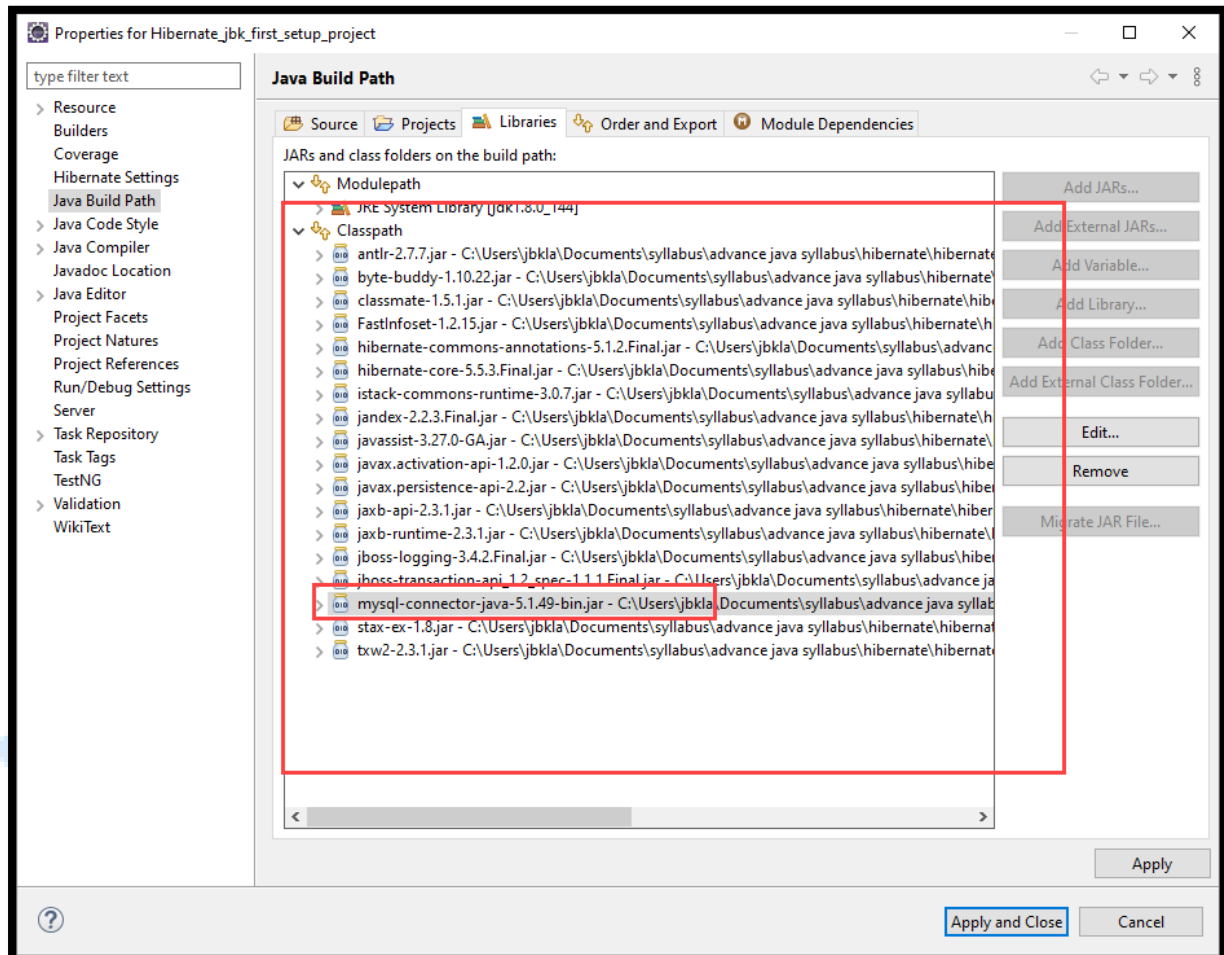 Properties for Hibernate_jbk_first_setup_project
type filter text
Resource
Builders
Coverage
Hibernate Settings
Java Build Path
Java Code Style
Java Compiler
Javadoc Location
Java Editor
Project Facets
Project Natures
Project References
Run/Debug Settings
Server
Task Repository
Task Tags
TestNG
Validation
WikiText
Java Build Path
Source Projects Libraries Order and Export Module Dependencies
JARs and class folders on the build path:
Modulepath
JRE System Library [jdk1.8.0_144]
Classpath
antlr-2.7.7.jar - C:\Users\jbkla\Documents\syllabus\advance java syllabus\hibernate\hibernate
byte-buddy-1.10.22.jar - C:\Users\jbkla\Documents\syllabus\advance java syllabus\hibernate\
classmate-1.5.1.jar - C:\Users\jbkla\Documents\syllabus\advance java syllabus\hibernate\hibe
FastInfoset-1.2.15.jar - C:\Users\jbkla\Documents\syllabus\advance java syllabus\hibernate\h
hibernate-commons-annotations-5.1.2.Final.jar - C:\Users\jbkla\Documents\syllabus\advanc
hibernate-core-5.5.3.Final.jar - C:\Users\jbkla\Documents\syllabus\advance java syllabus\hibe
istack-commons-runtime-3.0.7.jar - C:\Users\jbkla\Documents\syllabus\advance java syllabu
jandex-2.2.3.Final.jar - C:\Users\jbkla\Documents\syllabus\advance java syllabus\hibernate\h
javassist-3.27.0-GA.jar - C:\Users\jbkla\Documents\syllabus\advance java syllabus\hibernate\
javax.activation-api-1.2.0.jar - C:\Users\jbkla\Documents\syllabus\advance java syllabus\hibe
javax.persistence-api-2.2.jar - C:\Users\jbkla\Documents\syllabus\advance java syllabus\hiber
jaxb-api-2.3.1.jar - C:\Users\jbkla\Documents\syllabus\advance java syllabus\hibernate\hiber
jaxb-runtime-2.3.1.jar - C:\Users\jbkla\Documents\syllabus\advance java syllabus\hibernate\
jboss-logging-3.4.2.Final.jar - C:\Users\jbkla\Documents\syllabus\advance java syllabus\hiber
jboss-transaction-api_1.2_spec-1.1.1.Final.jar - C:\Users\jbkla\Documents\syllabus\advance ja
mysql-connector-java-5.1.49-bin.jar - C:\Users\jbkla\Documents\syllabus\advance java syllab
stax-ex-1.8.jar - C:\Users\jbkla\Documents\syllabus\advance java syllabus\hibernate\hibernat
txw2-2.3.1.jar - C:\Users\jbkla\Documents\syllabus\advance java syllabus\hibernate\hibernate
Add JARs...
Add External JARs...
Add Variable...
Add Library...
Add Class Folder...
Add External Class Folder...
Edit...
Remove
Migrate JAR File...
Apply
Apply and Close Cancel